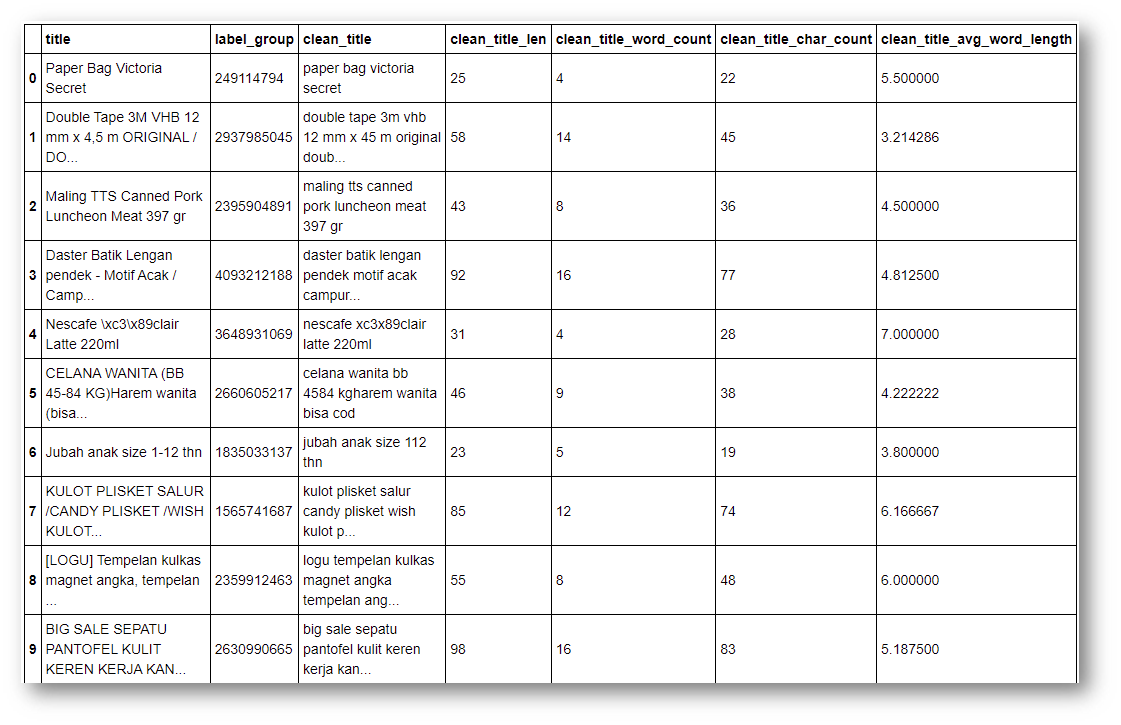 title label_group clean_title clean_title_len clean_title_word_count clean_title_char_count clean_title_avg_word_length
0 Paper Bag Victoria Secret 249114794 paper bag victoria secret 25 4 22 5.500000
1 Double Tape 3M VHB 12 mm x 4,5 m ORIGINAL / DO... 2937985045 double tape 3m vhb 12 mm x 45 m original doub... 58 14 45 3.214286
2 Maling TTS Canned Pork Luncheon Meat 397 gr 2395904891 maling tts canned pork luncheon meat 397 gr 43 8 36 4.500000
3 Daster Batik Lengan pendek - Motif Acak / Camp... 4093212188 daster batik lengan pendek motif acak campur... 92 16 77 4.812500
4 Nescafe \xc3\x89clair Latte 220ml 3648931069 nescafe xc3x89clair latte 220ml 31 4 28 7.000000
5 CELANA WANITA (BB 45-84 KG)Harem wanita (bisa... 2660605217 celana wanita bb 4584 kgharem wanita bisa cod 46 9 38 4.222222
6 Jubah anak size 1-12 thn 1835033137 jubah anak size 112 thn 23 5 19 3.800000
7 KULOT PLISKET SALUR /CANDY PLISKET /WISH KULOT... 1565741687 kulot plisket salur candy plisket wish kulot p... 85 12 74 6.166667
8 [LOGU] Tempelan kulkas magnet angka, tempelan ... 2359912463 logu tempelan kulkas magnet angka tempelan ang... 55 8 48 6.000000
9 BIG SALE SEPATU PANTOFEL KULIT KEREN KERJA KAN... 2630990665 big sale sepatu pantofel kulit keren kerja kan... 98 16 83 5.187500